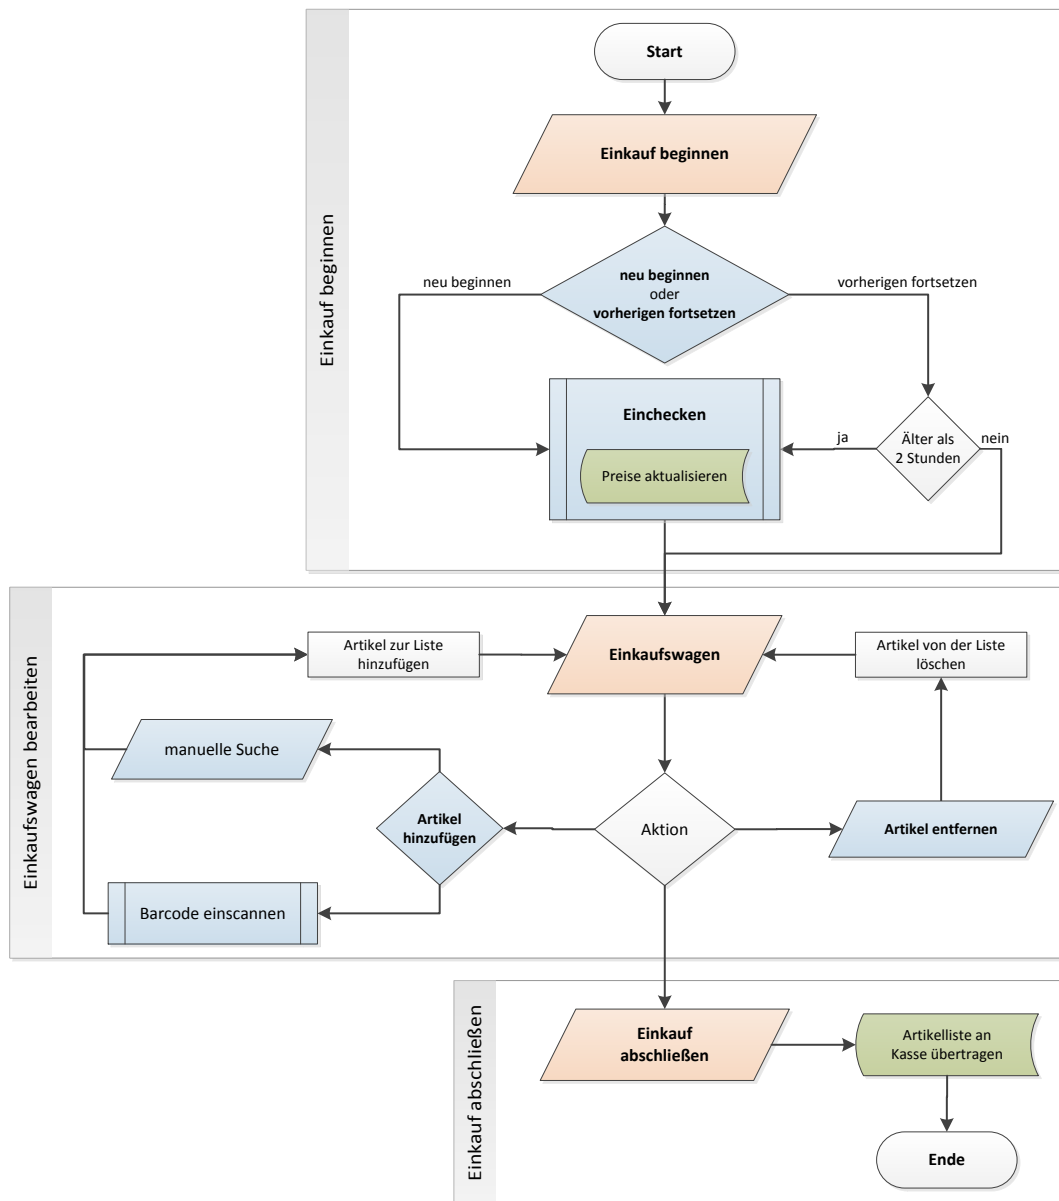 Einkauf beginnen
Start
Einkauf beginnen
neu beginnen
neu beginnen
oder
vorherigen fortsetzen
vorherigen fortsetzen
Einchecken
Preise aktualisieren
ja
Älter als
2 Stunden
nein
Einkaufswagen bearbeiten
Artikel zur Liste
hinzufügen
Einkaufswagen
Artikel von der Liste
löschen
manuelle Suche
Artikel
hinzufügen
Aktion
Artikel entfernen
Barcode einscannen
Einkauf abschließen
Einkauf
abschließen
Artikelliste an
Kasse übertragen
Ende